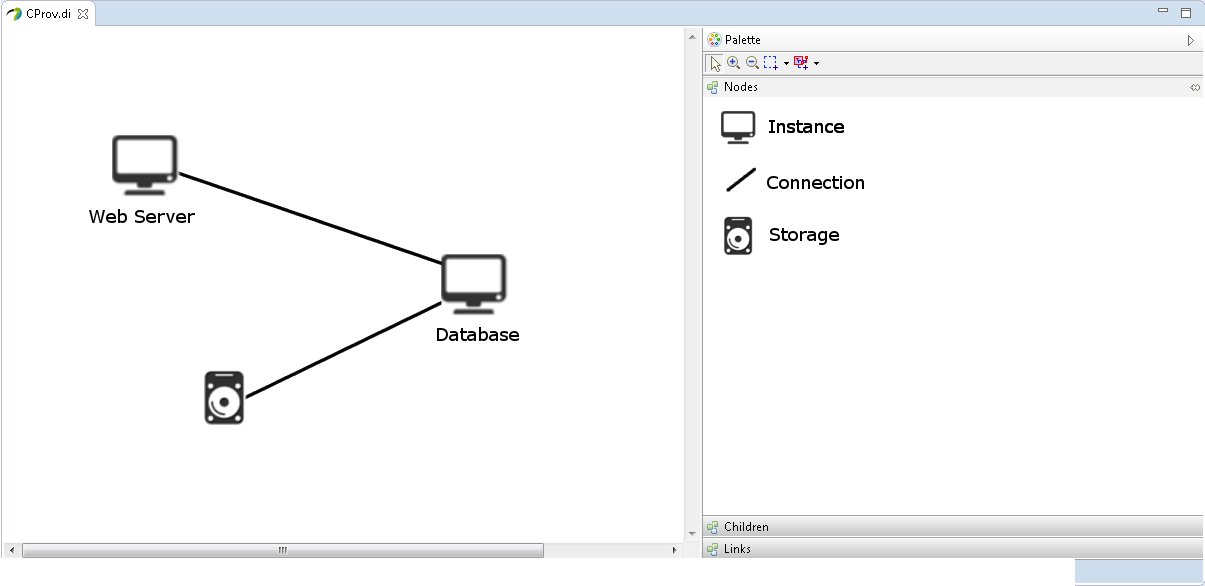 CProv.di
Palette
Nodes
Instance
Connection
Storage
Web Server
Database
Children
Links